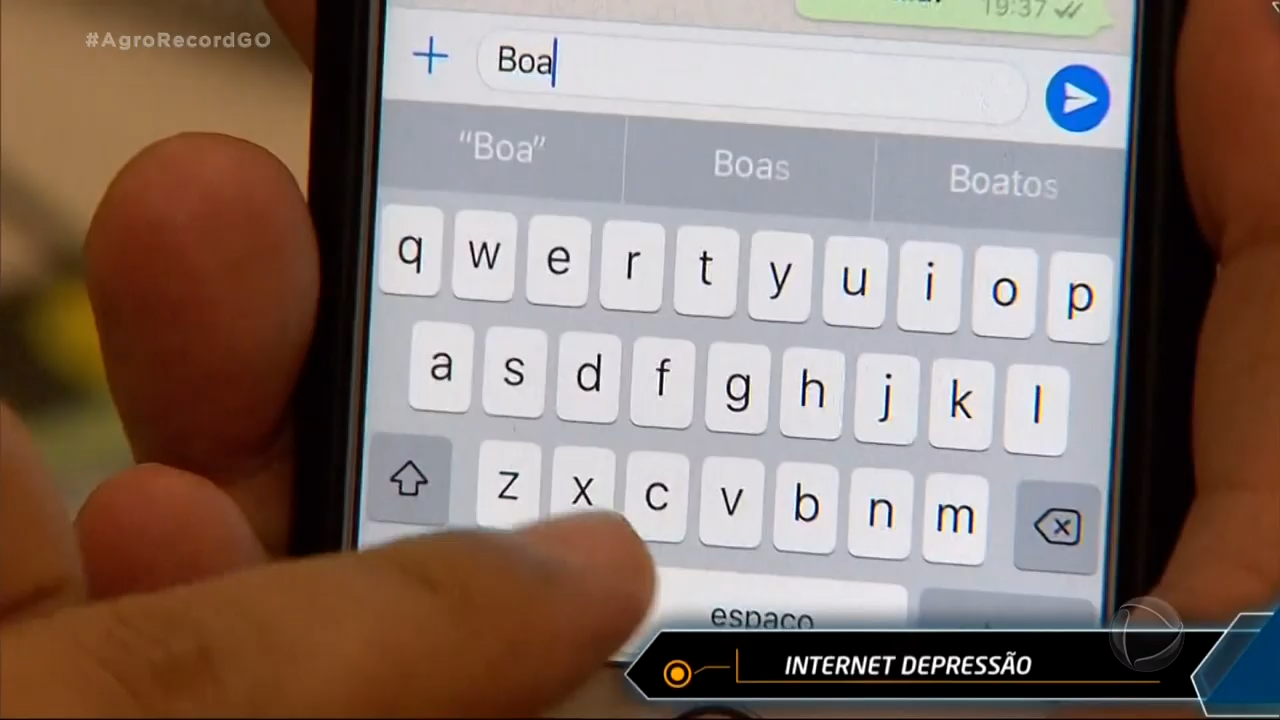 #AgroRecordGO
19:37
Boa
“Boa” Boas Boatos
q w e r t y u i o p
a s d f g h j k l
z x c v b n m
espaço
INTERNET DEPRESSÃO